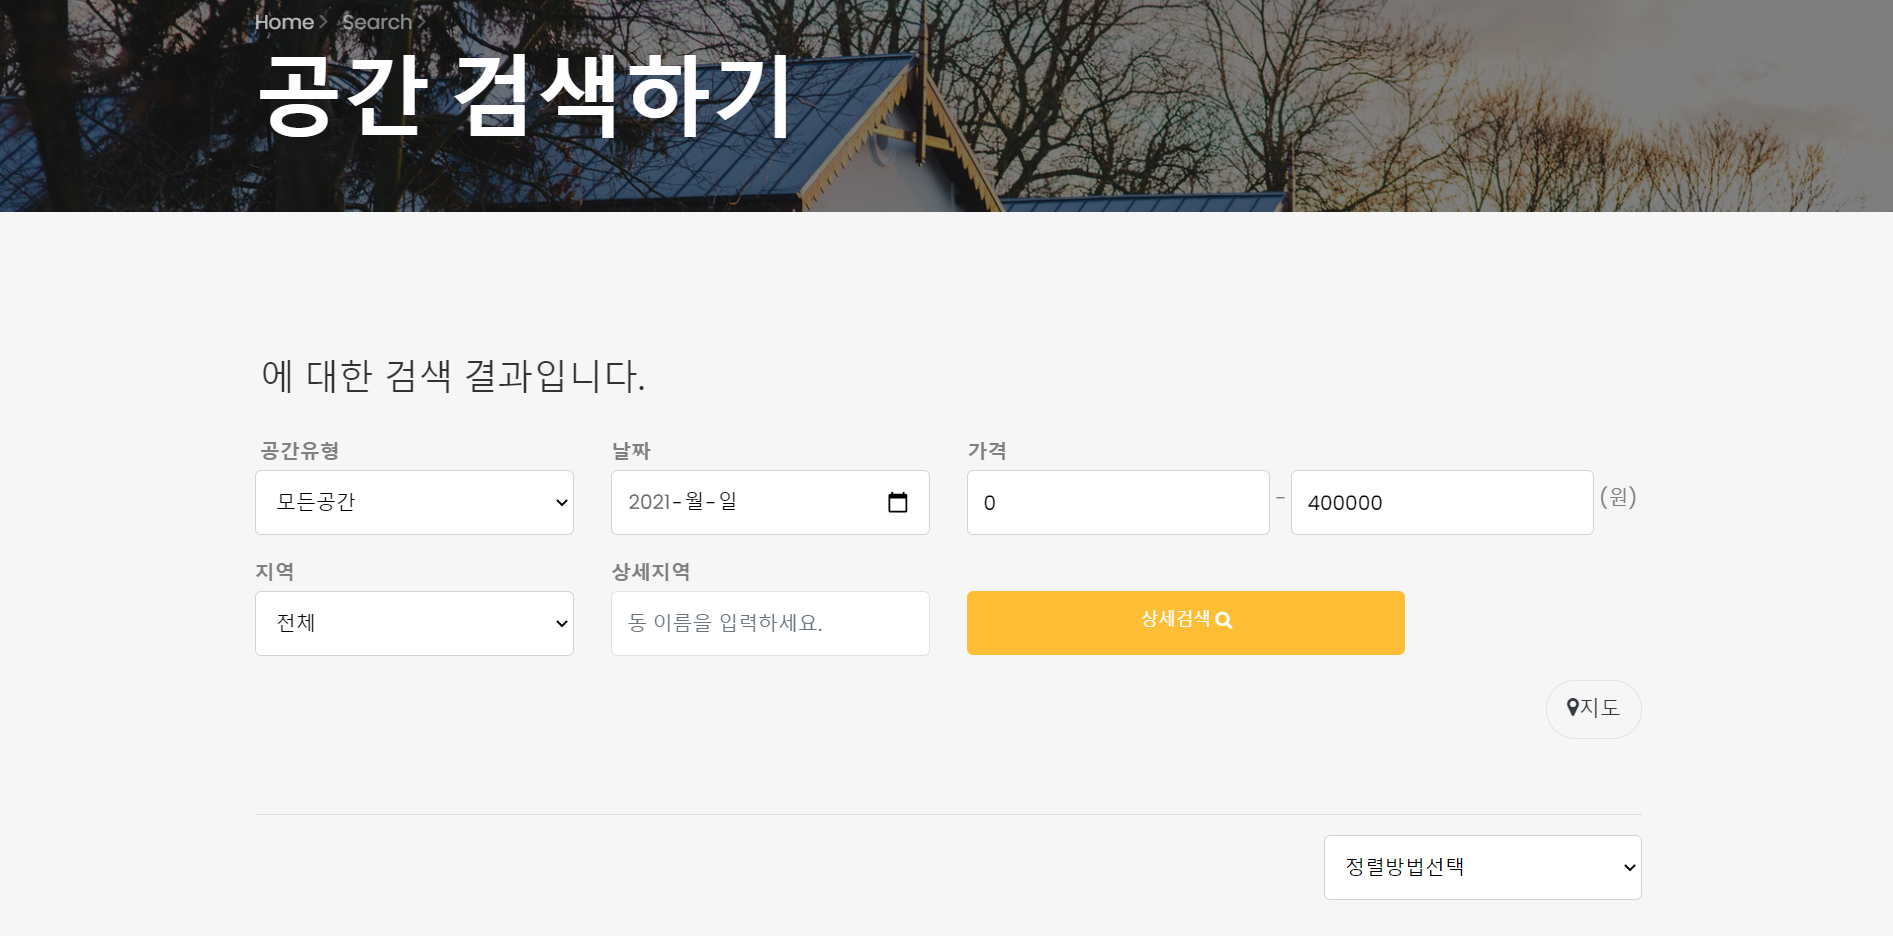 Home > Search >
공간 검색하기
에 대한 검색 결과입니다.
공간유형 날짜 가격
모든공간 2021-월-일 0 - 400000 (원)
지역 상세지역
전체 동 이름을 입력하세요. 상세검색
지도
정렬방법선택